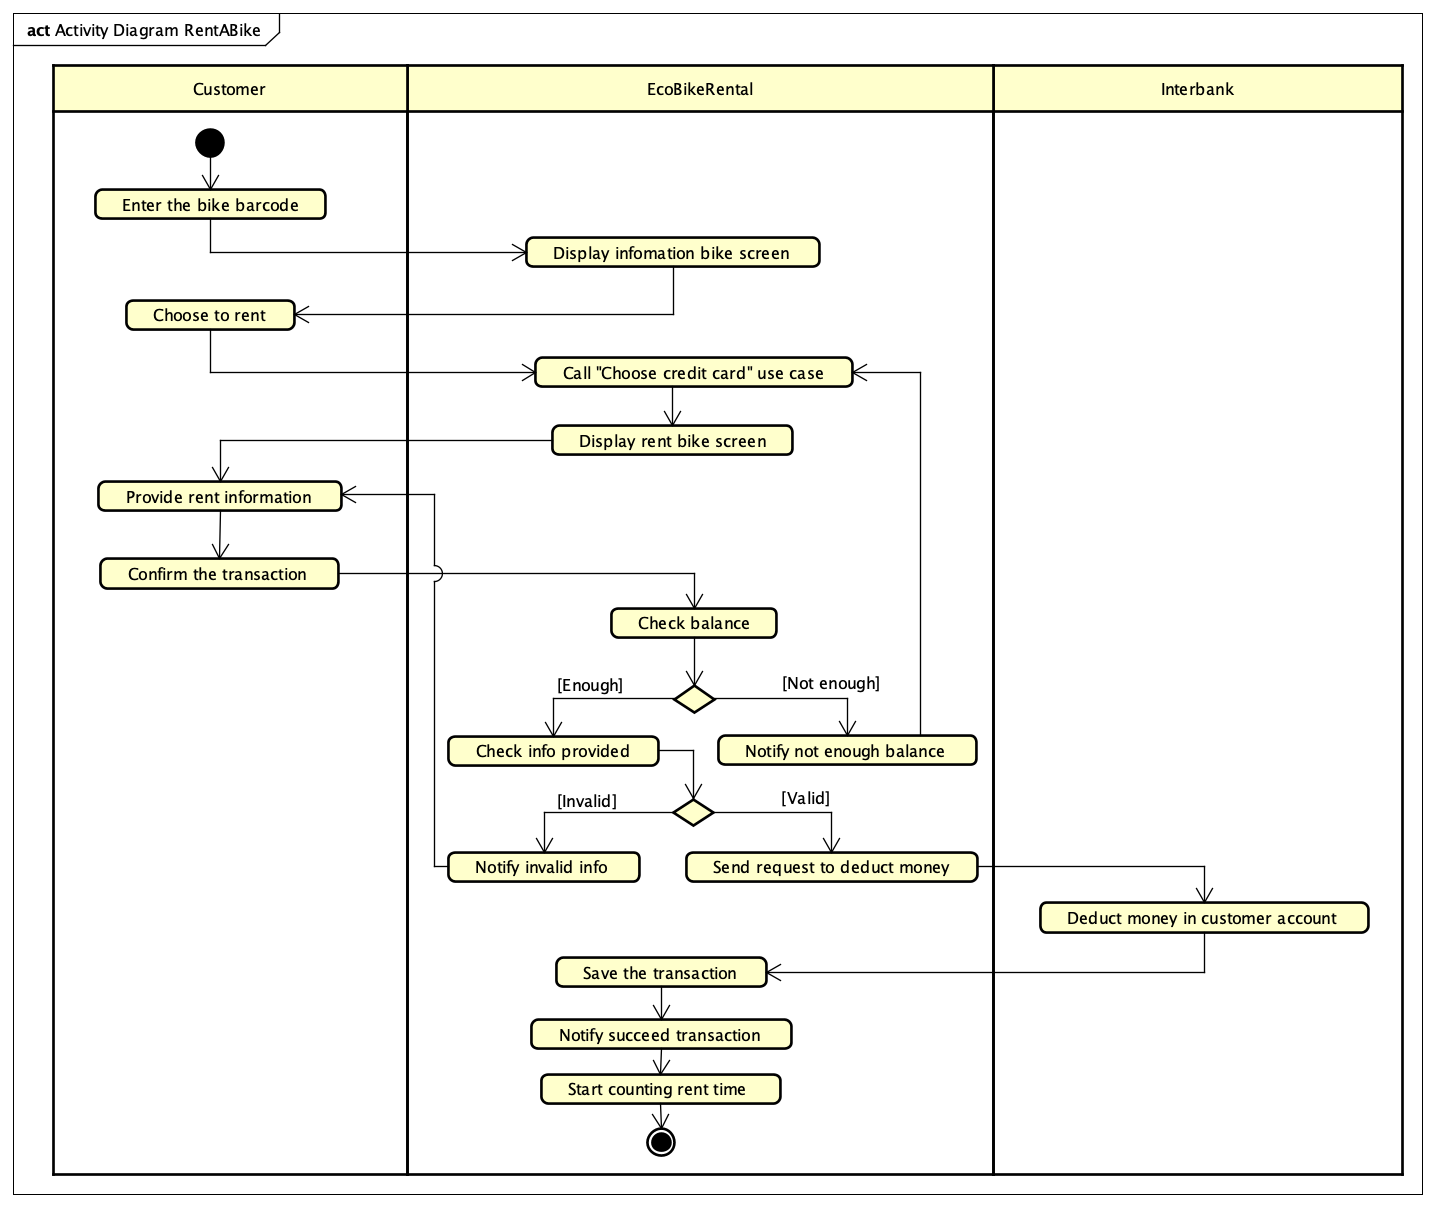 act Activity Diagram RentABike
Customer
EcoBikeRental
Interbank
Enter the bike barcode
Display infomation bike screen
Choose to rent
Call "Choose credit card" use case
Display rent bike screen
Provide rent information
Confirm the transaction
Check balance
[Enough]
[Not enough]
Check info provided
Notify not enough balance
[Invalid]
[Valid]
Notify invalid info
Send request to deduct money
Deduct money in customer account
Save the transaction
Notify succeed transaction
Start counting rent time